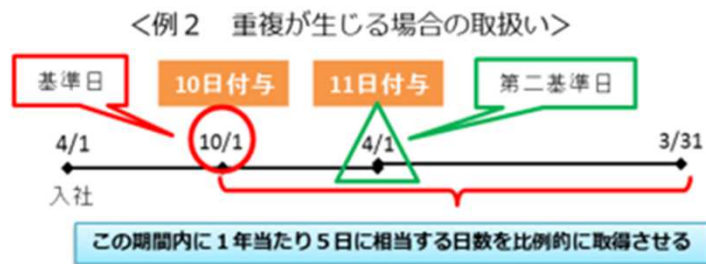 <例2　重複が生じる場合の取扱い>
基準日
10日付与
11日付与
第二基準日
4/1
10/1
4/1
3/31
入社
この期間内に1年当たり5日に相当する日数を比例的に取得させる